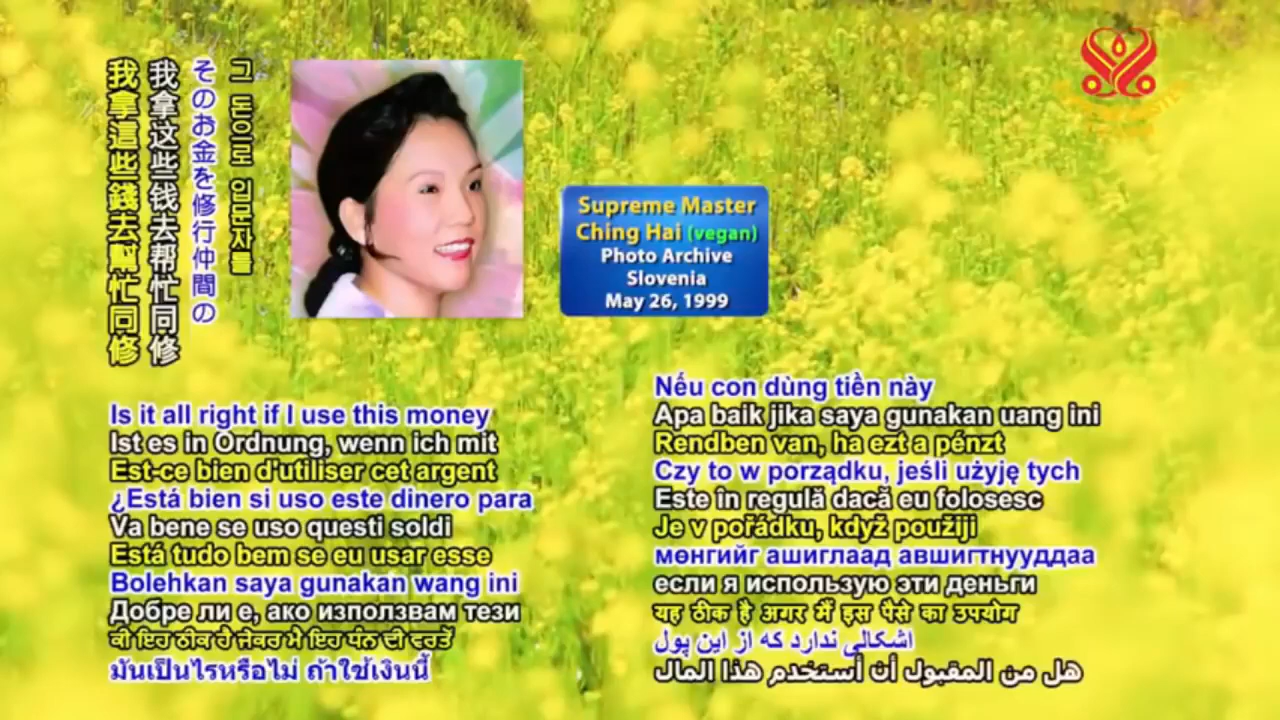 我拿這些錢去幫忙同修
我拿这些钱去帮忙同修
そのお金を修行仲間の
그 돈으로 입문자를
Supreme Master
Ching Hai (vegan)
Photo Archive
Slovenia
May 26, 1999
Is it all right if I use this money
Ist es in Ordnung, wenn ich mit
Est-ce bien d'utiliser cet argent
¿Está bien si uso este dinero para
Va bene se uso questi soldi
Está tudo bem se eu usar esse
Bolehkan saya gunakan wang ini
Добре ли е, ако използвам тези
ਕੀ ਇਹ ਠੀਕ ਹੈ ਜੇਕਰ ਮੈਂ ਇਹ ਧੰਨ ਦੀ ਵਰਤੋਂ
มันเป็นไรหรือไม่ ถ้าใช้เงินนี้
Nếu con dùng tiền này
Apa baik jika saya gunakan uang ini
Rendben van, ha ezt a pénzt
Czy to w porządku, jeśli użyję tych
Este în regulă dacă eu folosesc
Je v pořádku, když použiji
мөнгийг ашиглаад авшигтнууддаа
если я использую эти деньги
यह ठीक है अगर मैं इस पैसे का उपयोग
اشکالی ندارد که از این پول
هل من المقبول أن أستخدم هذا المال